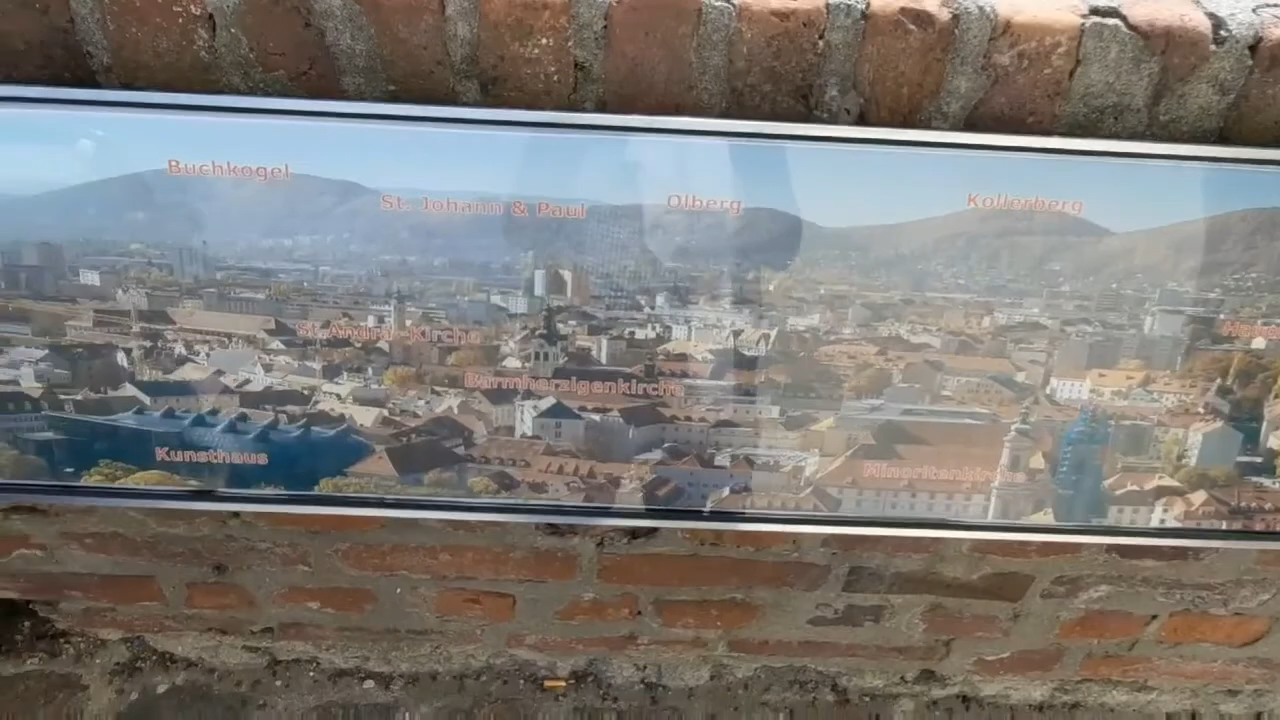 Buchkogel
St. Johann & Paul
Ölberg
Kollerberg
St.Andrä-Kirche
Barmherzigenkirche
Kunsthaus
Minoritenkirche